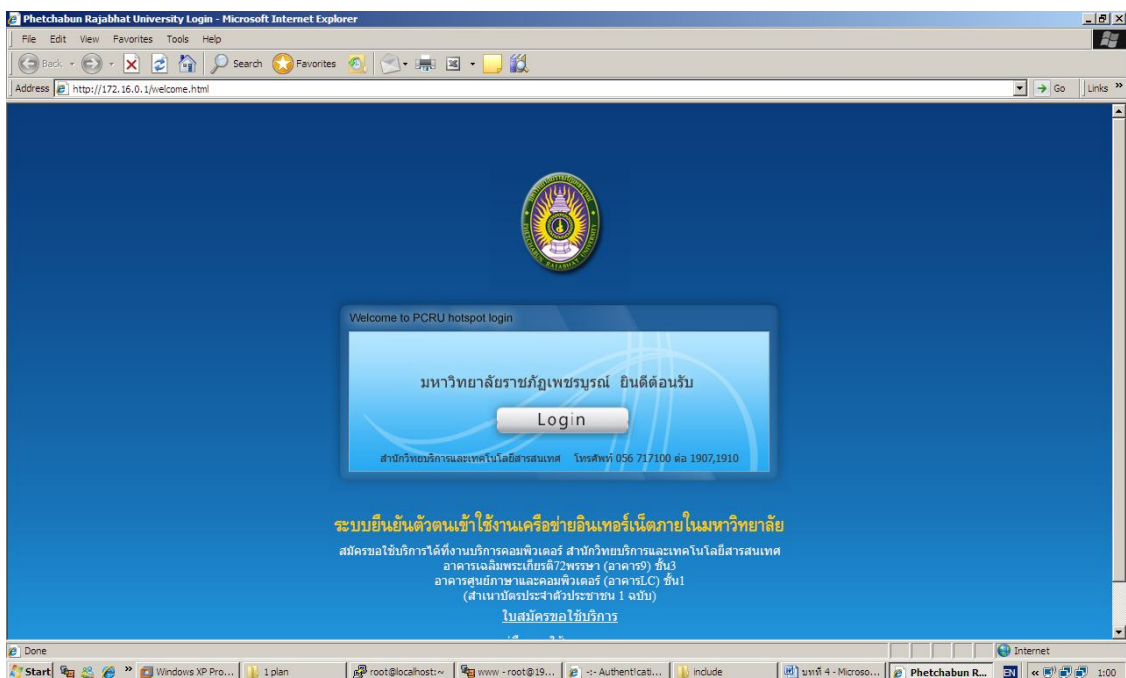 Phetchabun Rajabhat University Login - Microsoft Internet Explorer
File Edit View Favorites Tools Help
Back Search Favorites
Address http://172.16.0.1/welcome.html Go Links »
PHETCHABUN RAJABHAT UNIVERSITY
Welcome to PCRU hotspot login
มหาวิทยาลัยราชภัฏเพชรบูรณ์ ยินดีต้อนรับ
Login
สำนักวิทยบริการและเทคโนโลยีสารสนเทศ โทรศัพท์ 056 717100 ต่อ 1907,1910
ระบบยืนยันตัวตนเข้าใช้งานเครือข่ายอินเทอร์เน็ตภายในมหาวิทยาลัย
สมัครขอใช้บริการได้ที่งานบริการคอมพิวเตอร์ สำนักวิทยบริการและเทคโนโลยีสารสนเทศ
อาคารเฉลิมพระเกียรติ72พรรษา (อาคาร9) ชั้น3
อาคารศูนย์ภาษาและคอมพิวเตอร์ (อาคารLC) ชั้น1
(สำเนาบัตรประจำตัวประชาชน 1 ฉบับ)
ใบสมัครขอใช้บริการ
Done Internet
Start » Windows XP Pro... 1 plan root@localhost:~ www - root@19... -:- Authent!cati... include บทที่ 4 - Microso... Phetchabun R... EN « 1:00